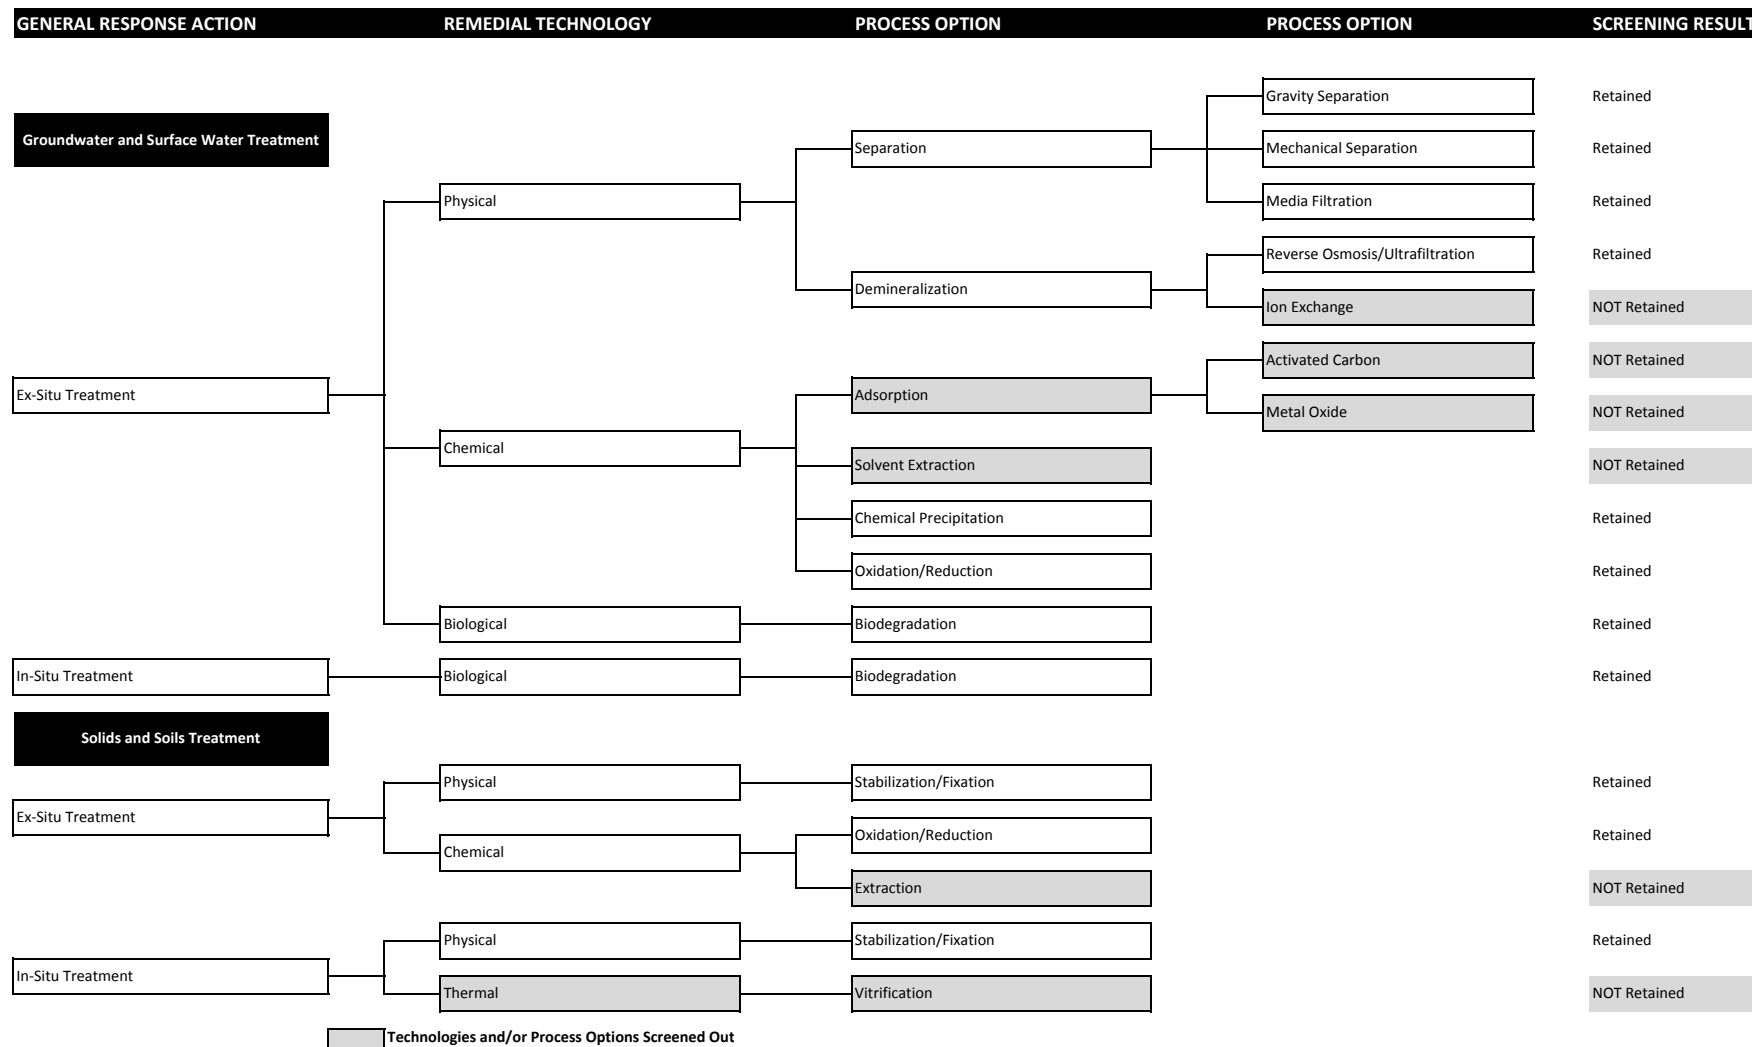 GENERAL RESPONSE ACTION REMEDIAL TECHNOLOGY PROCESS OPTION PROCESS OPTION SCREENING RESULT
Gravity Separation Retained
Groundwater and Surface Water Treatment
Separation Mechanical Separation Retained
Physical Media Filtration Retained
Reverse Osmosis/Ultrafiltration Retained
Demineralization
Ion Exchange NOT Retained
Activated Carbon NOT Retained
Ex-Situ Treatment Adsorption
Metal Oxide NOT Retained
Chemical
Solvent Extraction NOT Retained
Chemical Precipitation Retained
Oxidation/Reduction Retained
Biological Biodegradation Retained
In-Situ Treatment Biological Biodegradation Retained
Solids and Soils Treatment
Physical Stabilization/Fixation Retained
Ex-Situ Treatment
Oxidation/Reduction Retained
Chemical
Extraction NOT Retained
Physical Stabilization/Fixation Retained
In-Situ Treatment
Thermal Vitrification NOT Retained
Technologies and/or Process Options Screened Out